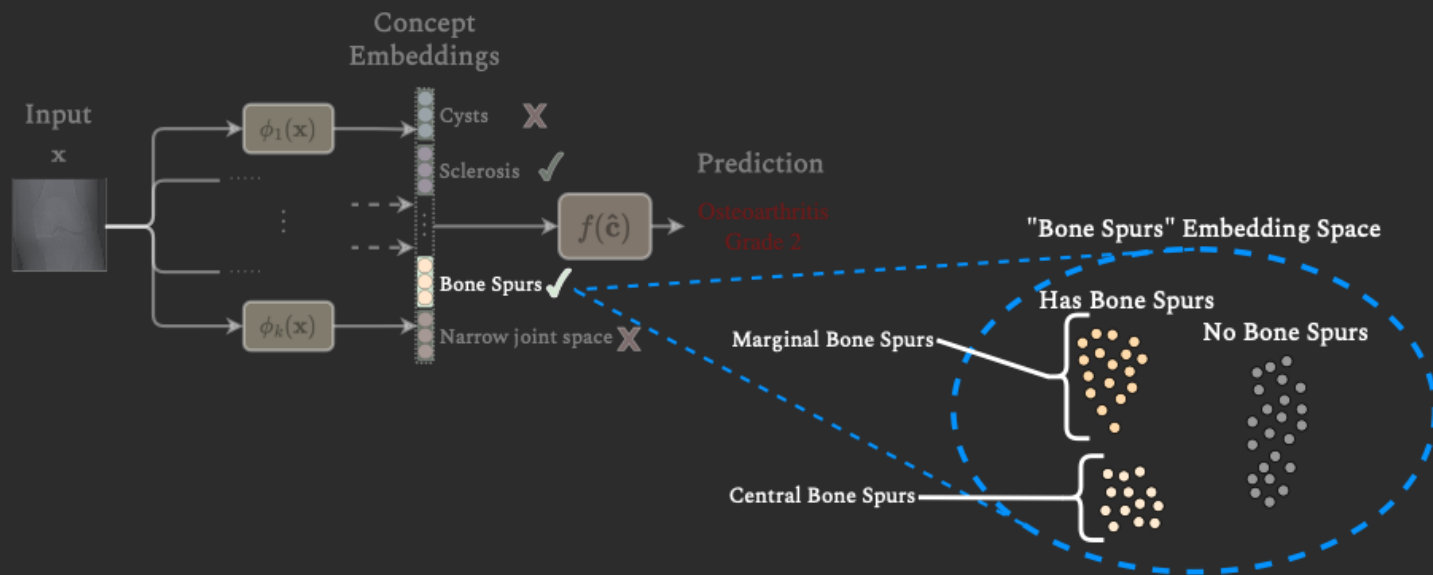 Concept
Embeddings
Input
x
ϕ₁(x)
Cysts X
Sclerosis ✓
.....
⋮
⋮
.....
ϕₖ(x)
f(ĉ)
Prediction
Osteoarthritis
Grade 2
Bone Spurs ✓
Narrow joint space X
"Bone Spurs" Embedding Space
Has Bone Spurs
No Bone Spurs
Marginal Bone Spurs
Central Bone Spurs